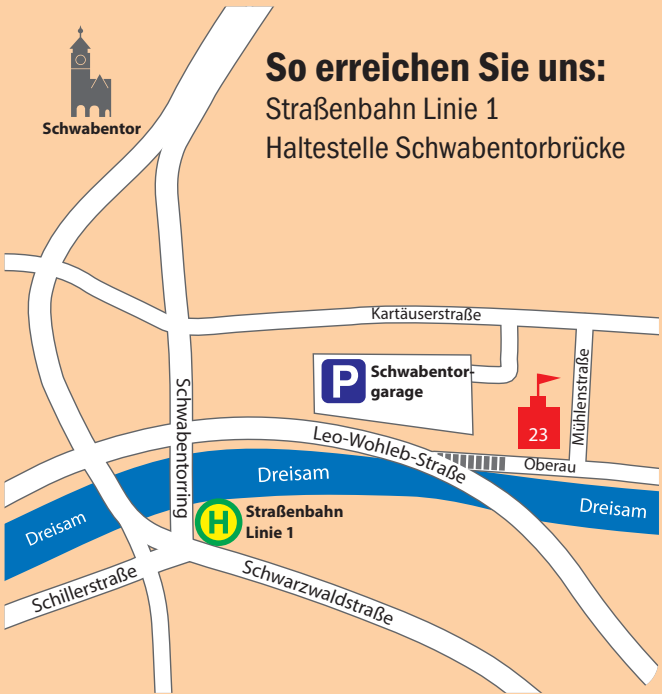 So erreichen Sie uns:
Straßenbahn Linie 1
Haltestelle Schwabentorbrücke
Schwabentor
Kartäuserstraße
P
Schwabentor-
garage
Mühlenstraße
23
Schwabentorring
Leo-Wohleb-Straße
Oberau
Dreisam
Dreisam
Dreisam
H
Straßenbahn
Linie 1
Schillerstraße
Schwarzwaldstraße